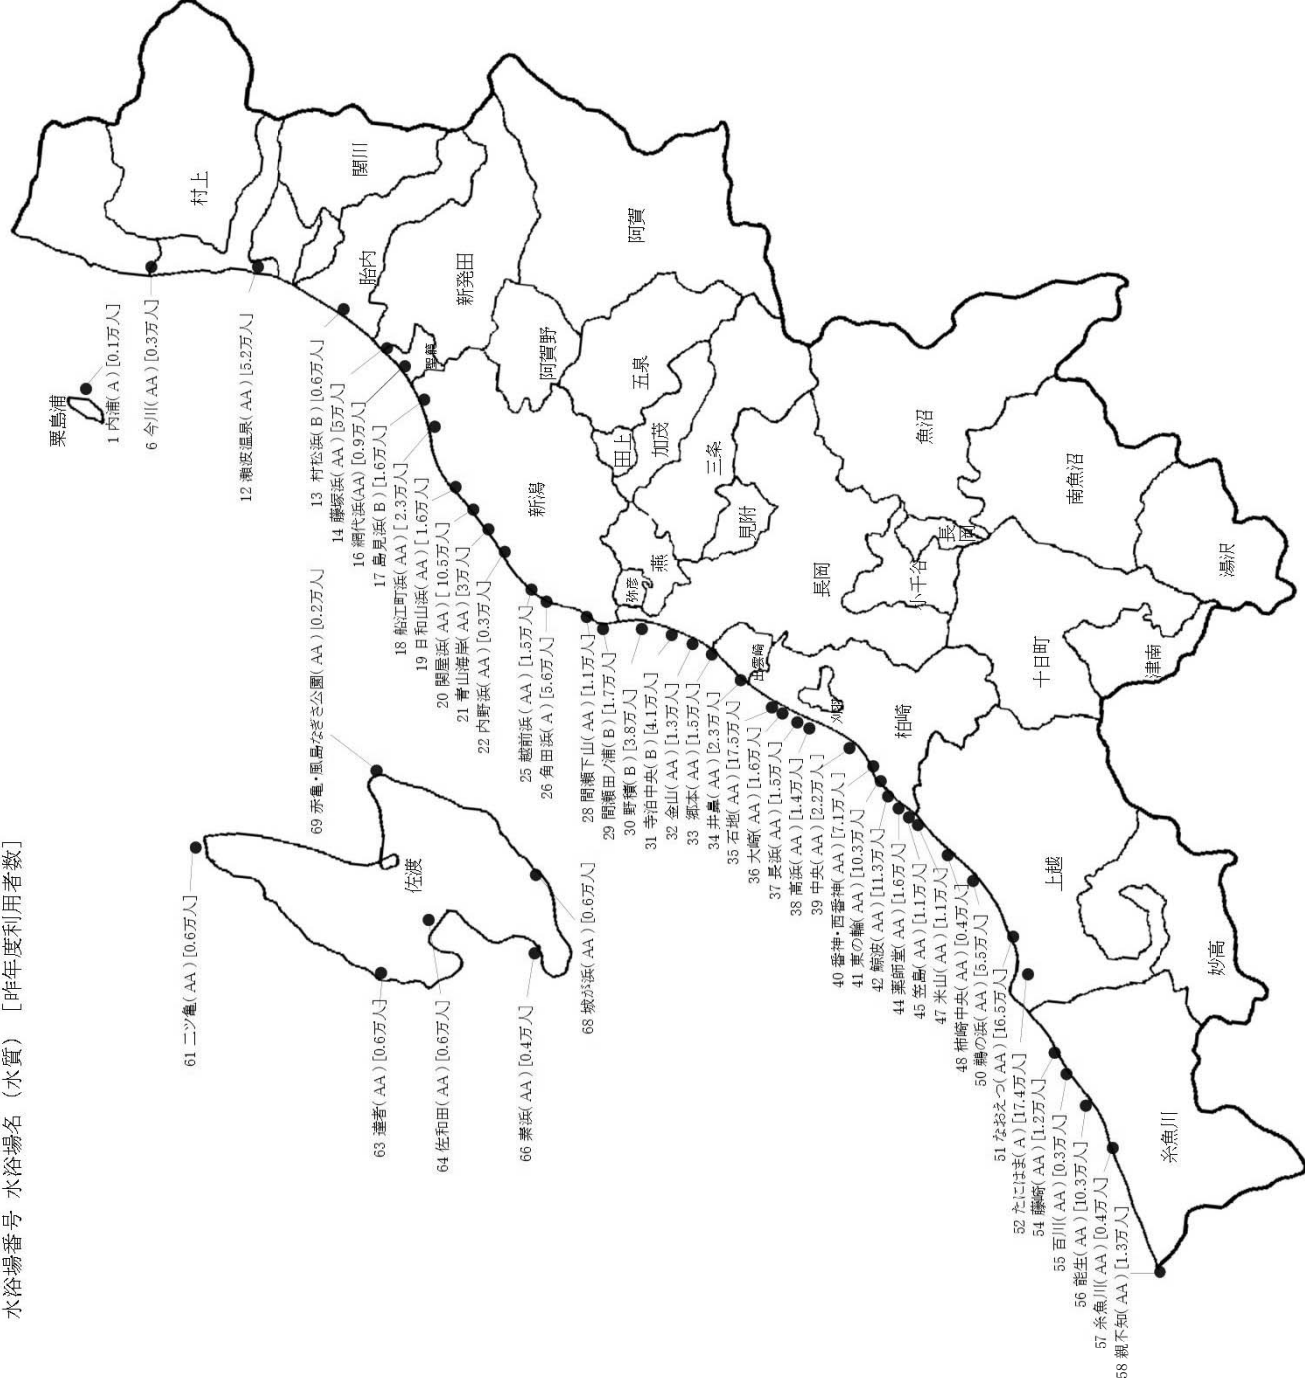 水浴場番号 水浴場名（水質） ［昨年度利用者数］
粟島浦
1 内浦(A)[0.1万人]
6 今川(AA)[0.3万人]
12 瀬波温泉(AA)[5.2万人]
13 村松浜(B)[0.6万人]
14 藤塚浜(AA)[5万人]
16 網代浜(AA)[0.9万人]
17 島見浜(B)[1.6万人]
18 船江町浜(AA)[2.3万人]
19 日和山浜(AA)[1.6万人]
20 関屋浜(AA)[10.5万人]
21 青山海岸(AA)[3万人]
22 内野浜(AA)[0.3万人]
25 越前浜(AA)[1.5万人]
26 角田浜(A)[5.6万人]
28 間瀬下山(AA)[1.1万人]
29 間瀬田ノ浦(B)[1.7万人]
30 野積(B)[3.8万人]
31 寺泊中央(B)[4.1万人]
32 金山(AA)[1.3万人]
33 郷本(AA)[1.5万人]
34 井鼻(AA)[2.3万人]
35 石地(AA)[17.5万人]
36 大崎(AA)[1.6万人]
37 長浜(AA)[1.5万人]
38 高浜(AA)[1.4万人]
39 中央(AA)[2.2万人]
40 番神・西番神(AA)[7.1万人]
41 東の輪(AA)[10.3万人]
42 鯨波(AA)[11.3万人]
44 薬師堂(AA)[1.6万人]
45 笠島(AA)[1.1万人]
47 米山(AA)[1.1万人]
48 柿崎中央(AA)[0.4万人]
50 鵜の浜(AA)[5.5万人]
51 なおえつ(AA)[16.5万人]
52 たにはま(A)[17.4万人]
54 藤崎(AA)[1.2万人]
55 百川(AA)[0.3万人]
56 能生(AA)[10.3万人]
57 糸魚川(AA)[0.4万人]
58 親不知(AA)[1.3万人]
61 二ツ亀(AA)[0.6万人]
63 達者(AA)[0.6万人]
64 佐和田(AA)[0.6万人]
66 素浜(AA)[0.4万人]
68 城が浜(AA)[0.6万人]
69 赤亀・風島なぎさ公園(AA)[0.2万人]
佐渡
村上
関川
胎内
新発田
聖籠
阿賀野
阿賀
新潟
五泉
田上
加茂
三条
見附
燕
弥彦
長岡
出雲崎
刈羽
柏崎
小千谷
長岡
魚沼
南魚沼
湯沢
十日町
津南
上越
妙高
糸魚川